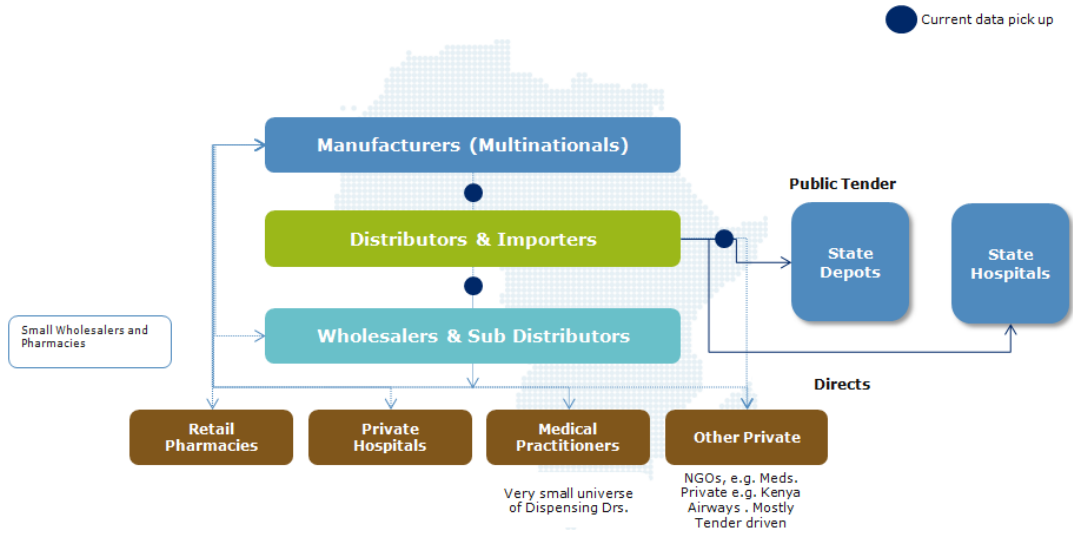 Current data pick up
Manufacturers (Multinationals)
Public Tender
Distributors & Importers
State
Depots
State
Hospitals
Small Wholesalers and
Pharmacies
Wholesalers & Sub Distributors
Directs
Retail
Pharmacies
Private
Hospitals
Medical
Practitioners
Other Private
Very small universe
of Dispensing Drs.
NGOs, e.g. Meds.
Private e.g. Kenya
Airways . Mostly
Tender driven